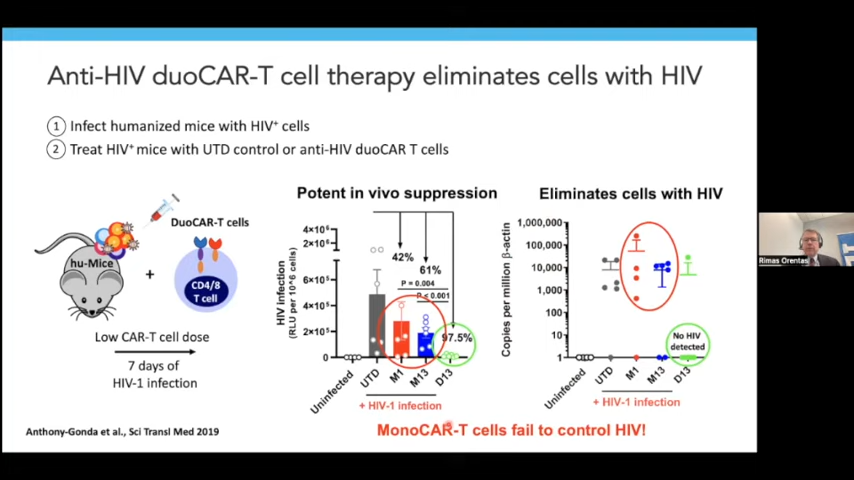 Anti-HIV duoCAR-T cell therapy eliminates cells with HIV
1 Infect humanized mice with HIV⁺ cells
2 Treat HIV⁺ mice with UTD control or anti-HIV duoCAR T cells
DuoCAR-T cells
hu-Mice
+
CD4/8
T cell
Low CAR-T cell dose
7 days of
HIV-1 infection
Potent in vivo suppression
HIV infection
(RLU per 10^6 cells)
4×10⁶
2×10⁶
6×10⁵
4×10⁵
2×10⁵
0
42%
61%
P = 0.004
P < 0.001
97.5%
Uninfected
UTD
M1
M13
D13
+ HIV-1 infection
Eliminates cells with HIV
Copies per million β-actin
1,000,000
100,000
10,000
1,000
100
10
1
No HIV
detected
Uninfected
UTD
M1
M13
D13
+ HIV-1 infection
Anthony-Gonda et al., Sci Transl Med 2019
MonoCAR-T cells fail to control HIV!
Rimas Orentas